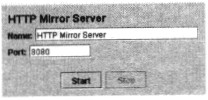 HTTP Mirror Server
Name: HTTP Mirror Server
Port: 8080
Start Stop